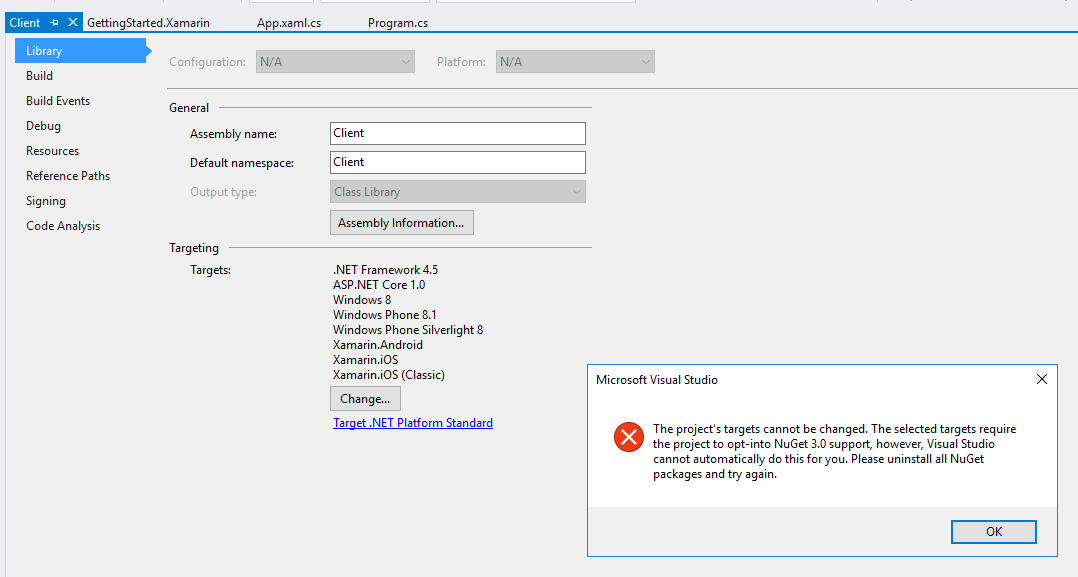 Client GettingStarted.Xamarin App.xaml.cs Program.cs
Library
Build
Build Events
Debug
Resources
Reference Paths
Signing
Code Analysis
Configuration: N/A Platform: N/A
General
Assembly name: Client
Default namespace: Client
Output type: Class Library
Assembly Information...
Targeting
Targets: .NET Framework 4.5
ASP.NET Core 1.0
Windows 8
Windows Phone 8.1
Windows Phone Silverlight 8
Xamarin.Android
Xamarin.iOS
Xamarin.iOS (Classic)
Change...
Target .NET Platform Standard
Microsoft Visual Studio
The project's targets cannot be changed. The selected targets require
the project to opt-into NuGet 3.0 support, however, Visual Studio
cannot automatically do this for you. Please uninstall all NuGet
packages and try again.
OK